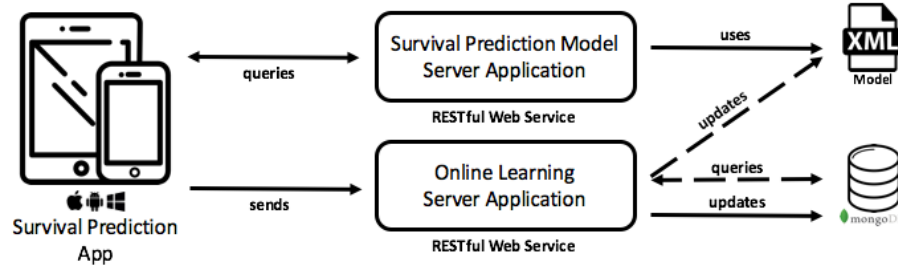 Survival Prediction Model
Server Application
RESTful Web Service
queries
uses
XML
Model
updates
Online Learning
Server Application
RESTful Web Service
sends
queries
updates
mongoD
Survival Prediction
App